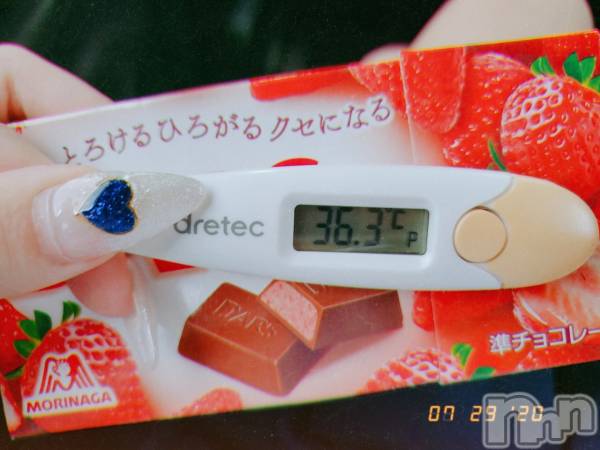 とろけるひろがるクセになる
dretec
36.3℃
P
DARS
準チョコレー
MORINAGA
07 29 '20